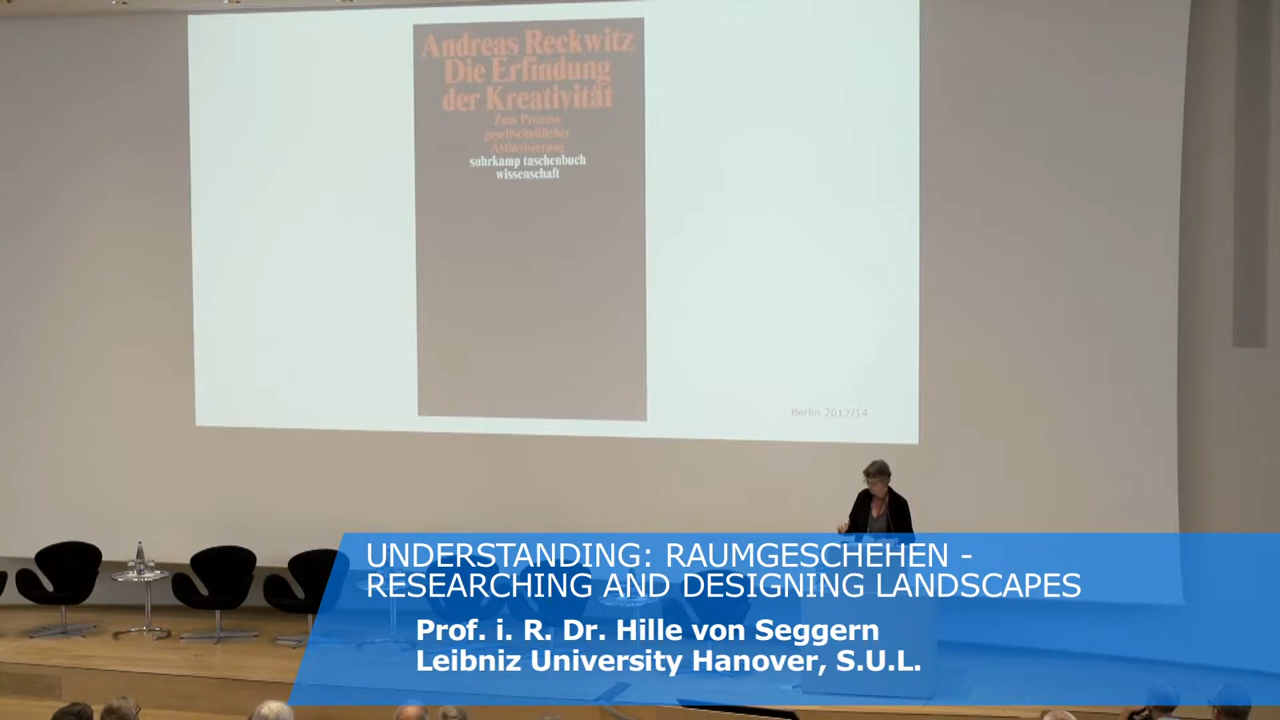 Andreas Reckwitz
Die Erfindung
der Kreativität
Zum Prozess
gesellschaftlicher
Ästhetisierung
suhrkamp taschenbuch
wissenschaft
Berlin 2012/14
UNDERSTANDING: RAUMGESCHEHEN -
RESEARCHING AND DESIGNING LANDSCAPES
Prof. i. R. Dr. Hille von Seggern
Leibniz University Hanover, S.U.L.